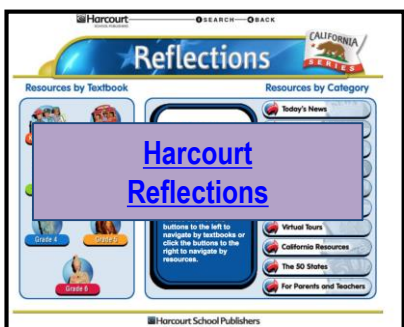 Harcourt
SCHOOL PUBLISHERS
SEARCH
BACK
Reflections
CALIFORNIA
SERIES
Resources by Textbook
Resources by Category
Today's News
Harcourt
Reflections
buttons to the left to
navigate by textbooks or
click the buttons to the
right to navigate by
resources.
Virtual Tours
California Resources
The 50 States
For Parents and Teachers
Grade 4
Grade 5
Grade 6
Harcourt School Publishers